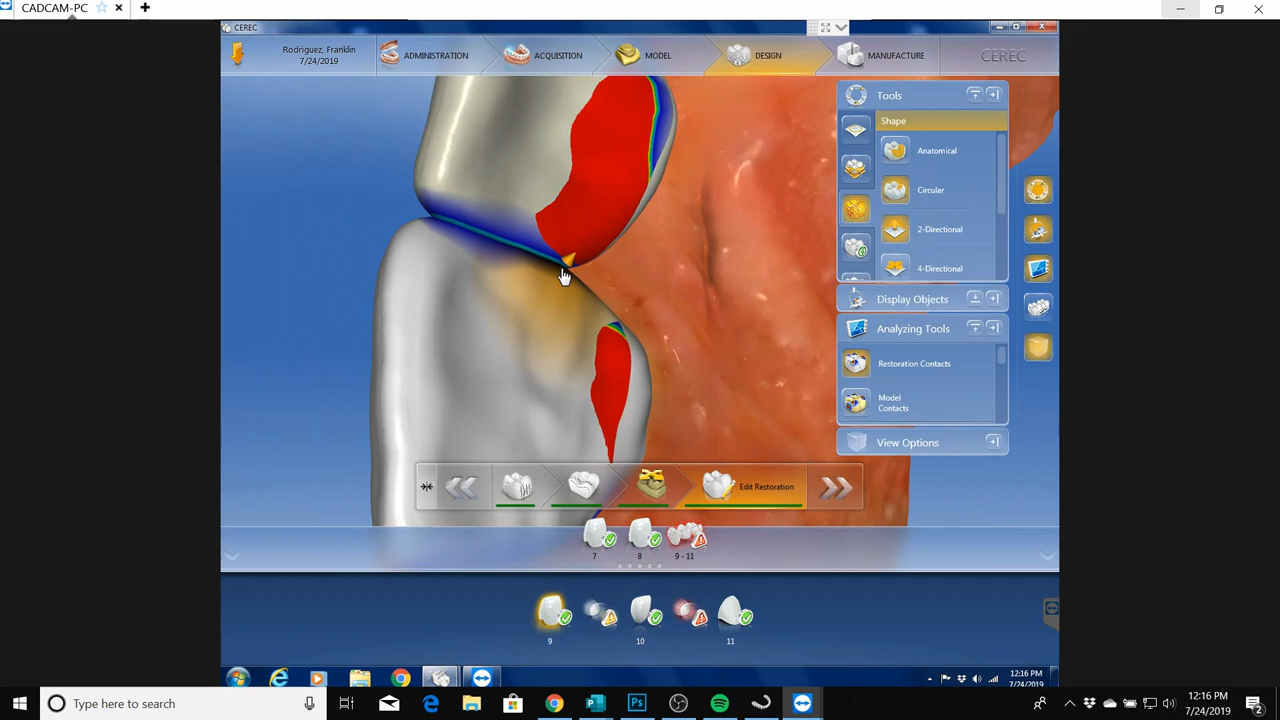 CADCAM-PC
CEREC
Rodriguez, Franklin
7/24/2019
ADMINISTRATION
ACQUISITION
MODEL
DESIGN
MANUFACTURE
CEREC
Tools
Shape
Anatomical
Circular
2-Directional
4-Directional
Display Objects
Analyzing Tools
Restoration Contacts
Model
Contacts
View Options
Edit Restoration
7
8
9 - 11
9
10
11
12:16 PM
7/24/2019
Type here to search
12:16 PM
7/24/2019
2